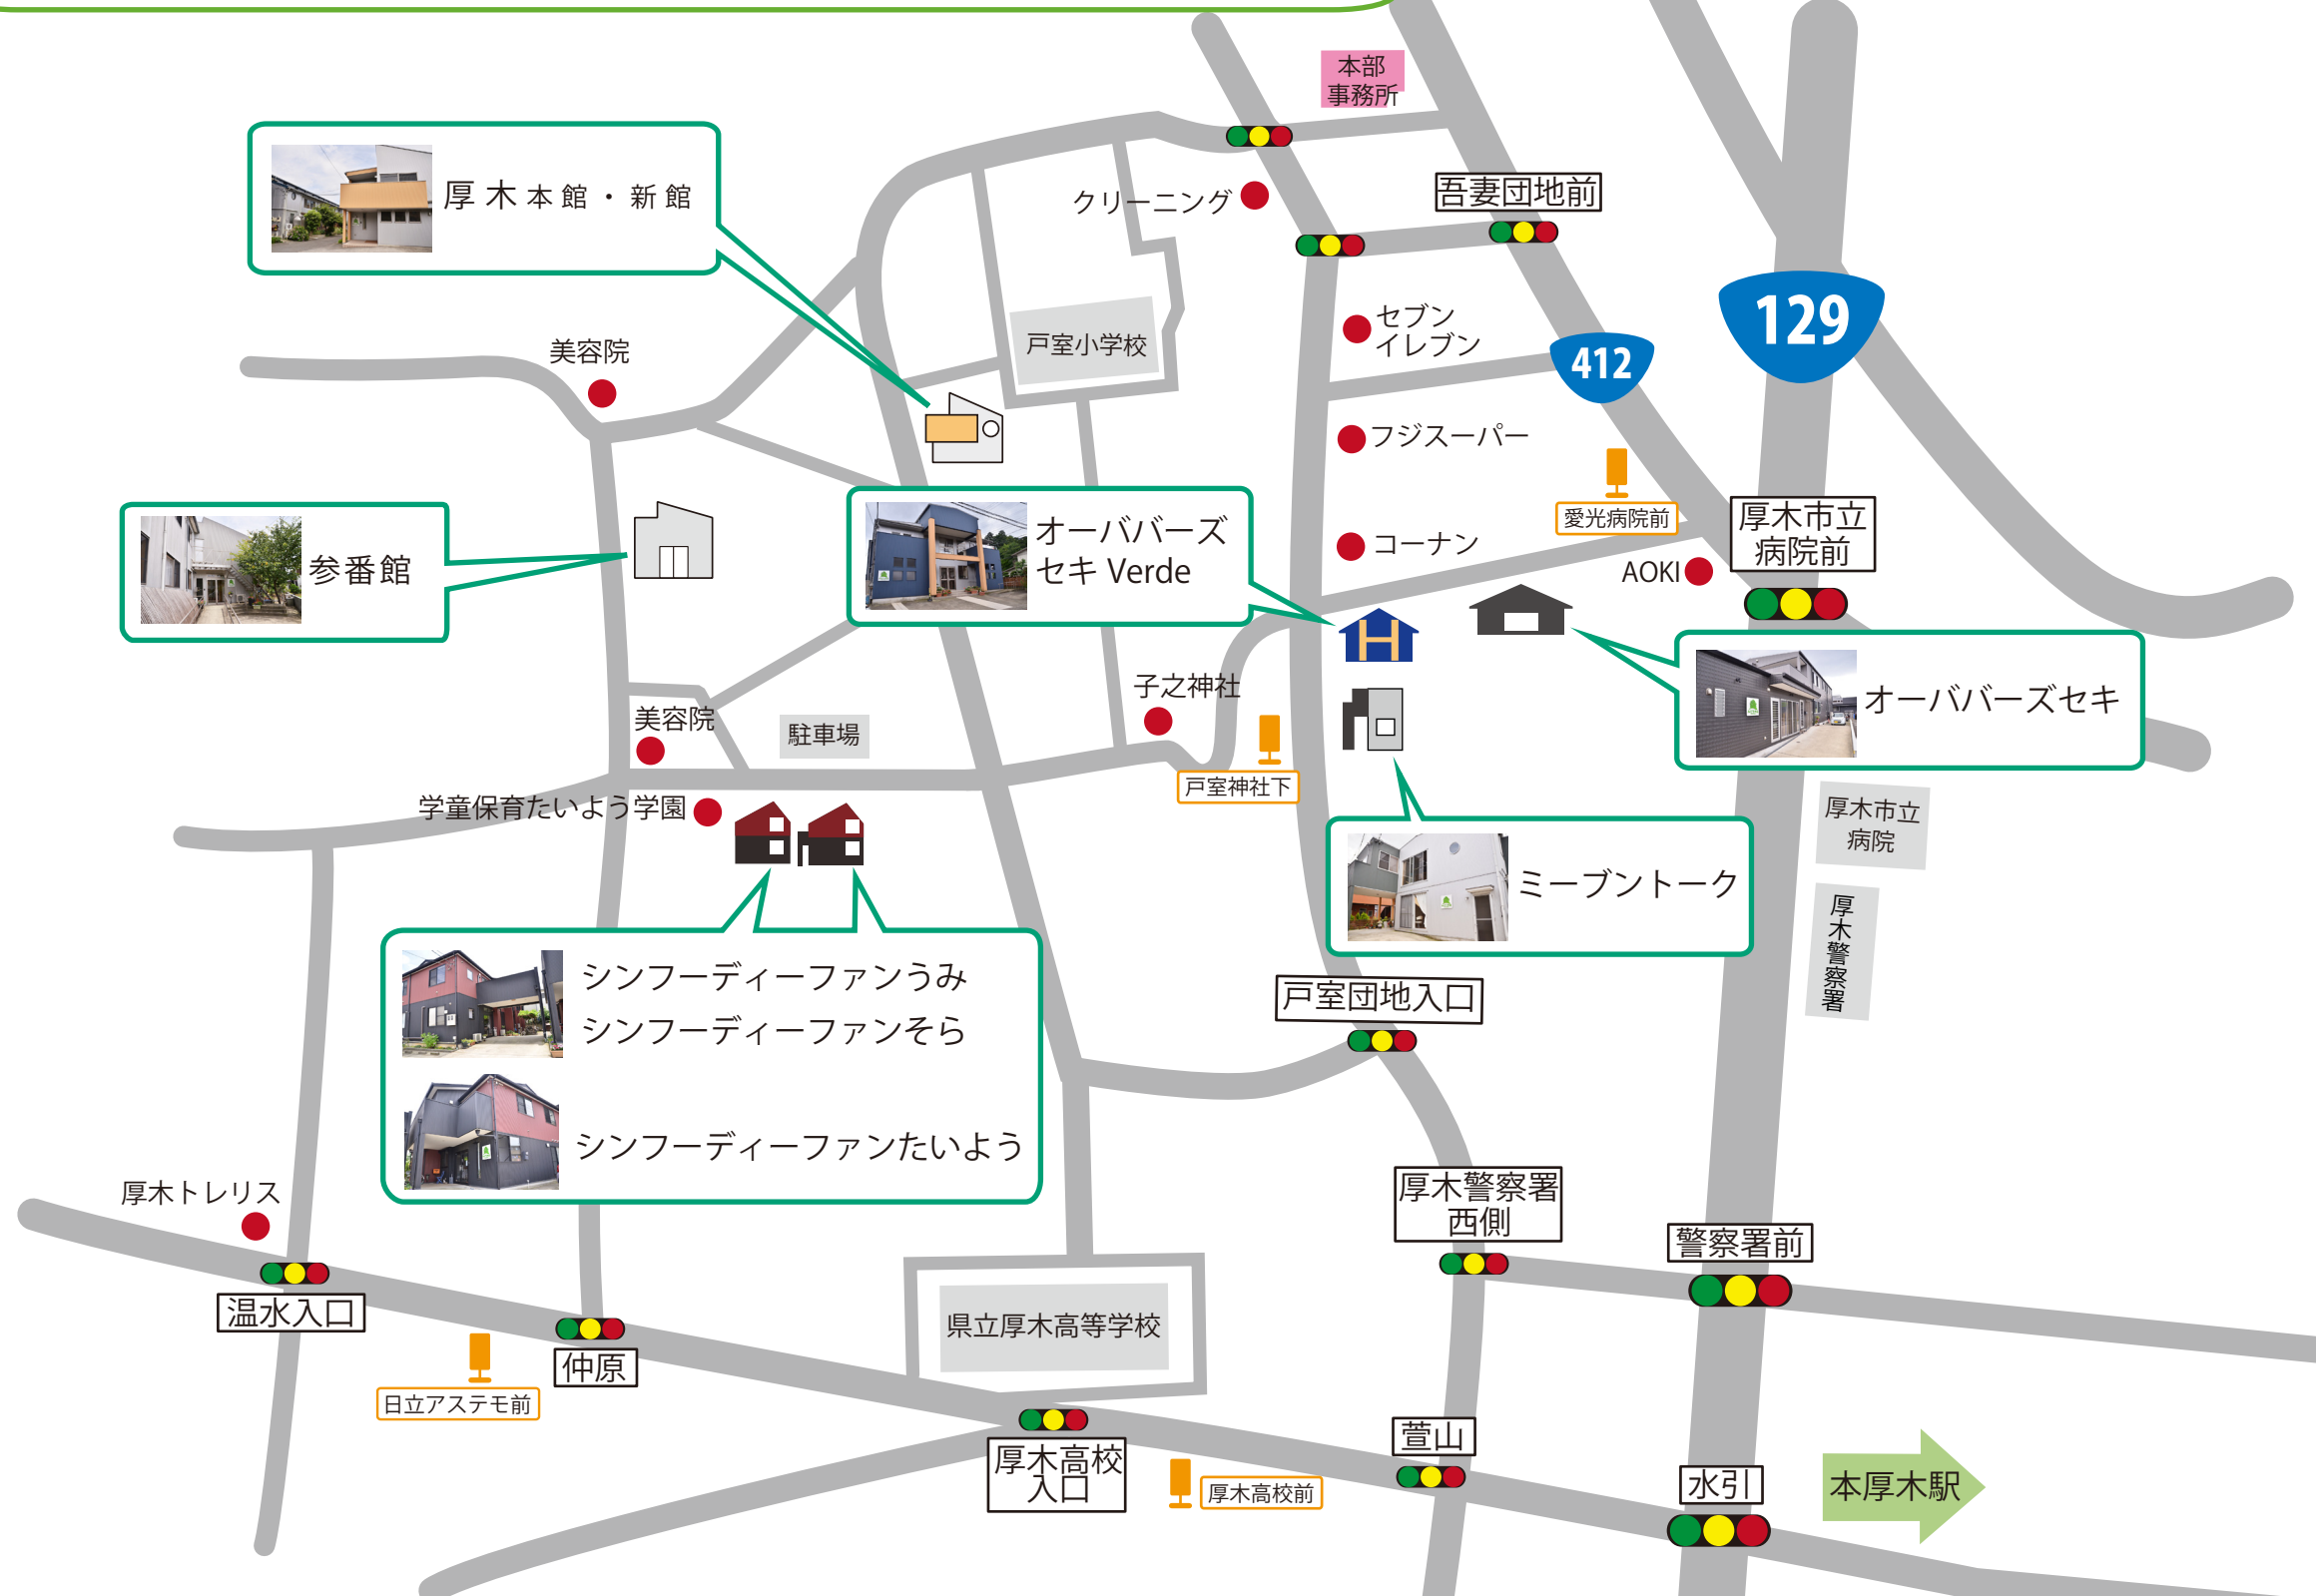 本部
事務所
厚木本館・新館
クリーニング
吾妻団地前
129
セブン
イレブン
戸室小学校
美容院
412
フジスーパー
愛光病院前
厚木市立
病院前
オーババーズ
セキ Verde
コーナン
AOKI
参番館
子之神社
オーババーズセキ
美容院
駐車場
戸室神社下
学童保育たいよう学園
厚木市立
病院
ミーブントーク
厚木警察署
シンフーディーファンうみ
シンフーディーファンそら
シンフーディーファンたいよう
戸室団地入口
厚木トレリス
厚木警察署
西側
警察署前
温水入口
県立厚木高等学校
仲原
日立アステモ前
厚木高校
入口
厚木高校前
萱山
水引
本厚木駅